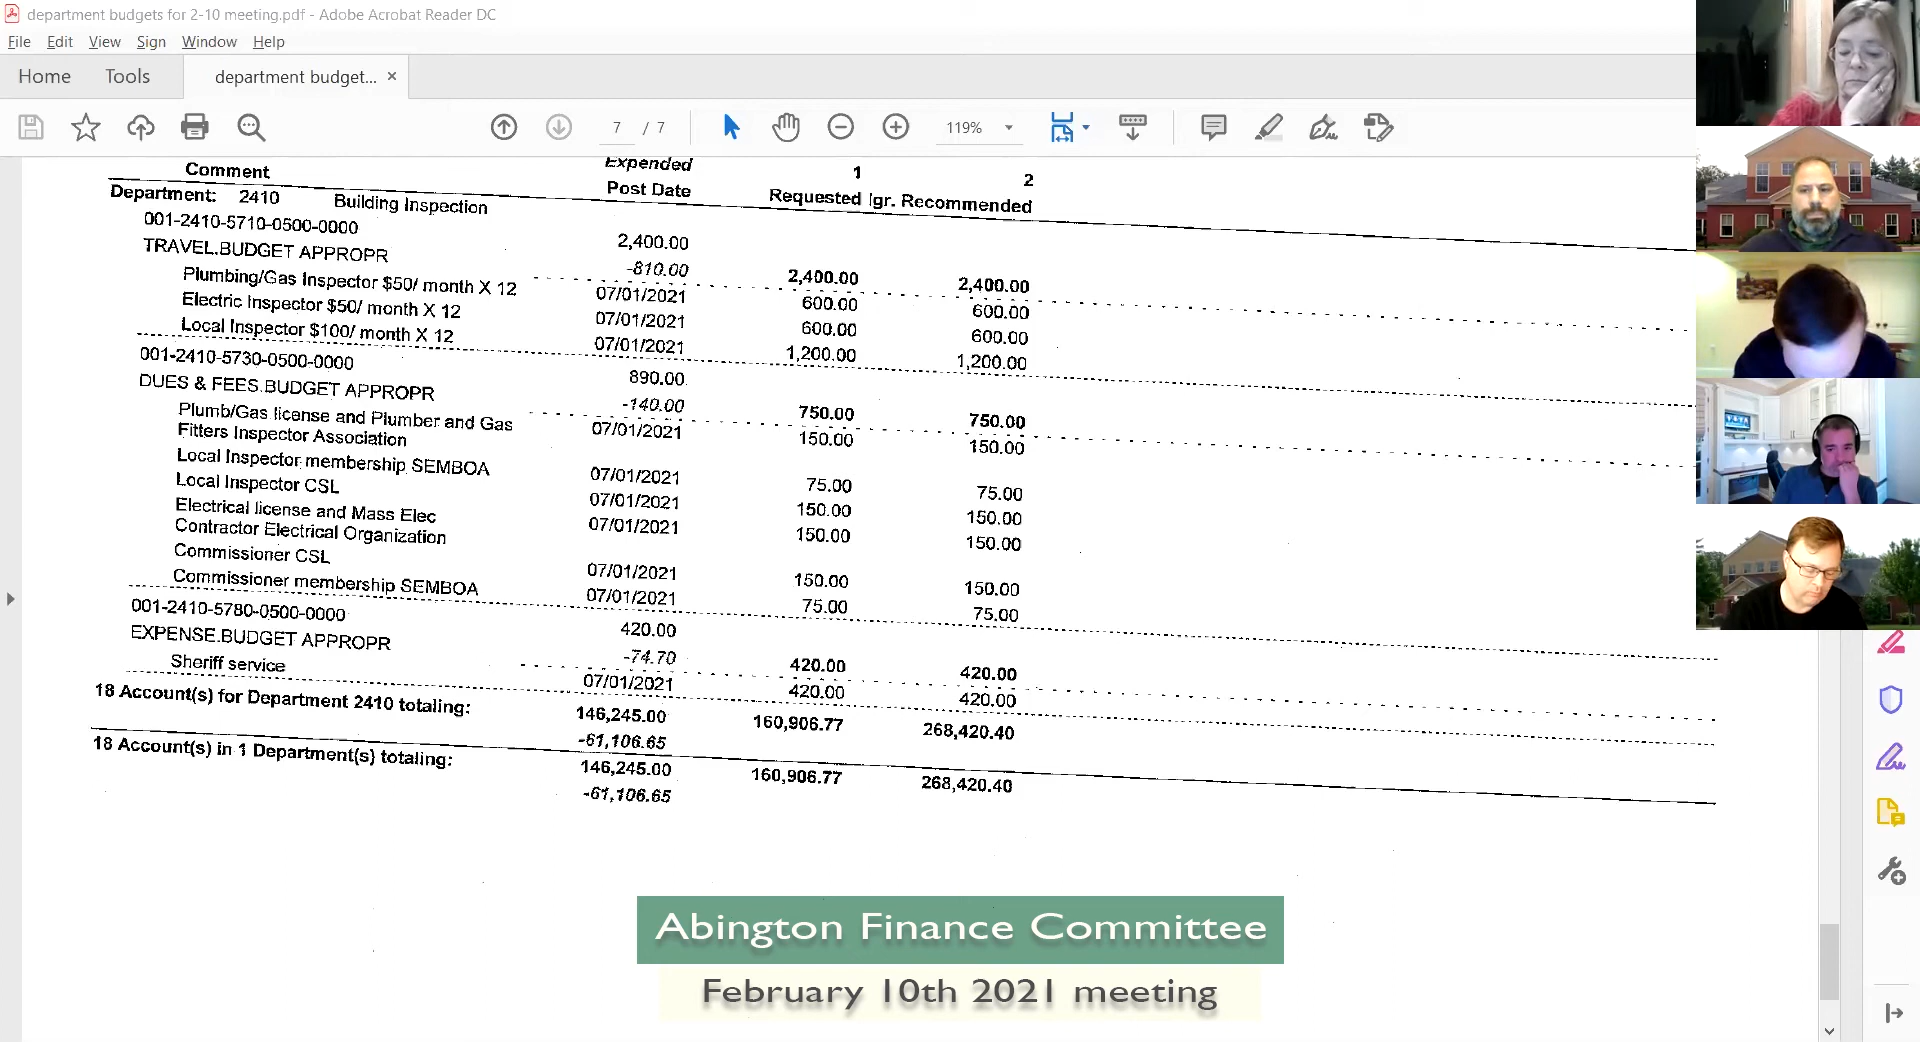 department budgets for 2-10 meeting.pdf - Adobe Acrobat Reader DC
File Edit View Sign Window Help
Home Tools department budget... ×
7 / 7 119%
Comment Expended 1 2
Post Date Requested Igr. Recommended
Department: 2410 Building Inspection
001-2410-5710-0500-0000 2,400.00
TRAVEL.BUDGET APPROPR -810.00 2,400.00 2,400.00
Plumbing/Gas Inspector $50/ month X 12 07/01/2021 600.00 600.00
Electric Inspector $50/ month X 12 07/01/2021 600.00 600.00
Local Inspector $100/ month X 12 07/01/2021 1,200.00 1,200.00
001-2410-5730-0500-0000 890.00
DUES & FEES.BUDGET APPROPR -140.00 750.00 750.00
Plumb/Gas license and Plumber and Gas 07/01/2021 150.00 150.00
Fitters Inspector Association
Local Inspector membership SEMBOA 07/01/2021 75.00 75.00
Local Inspector CSL 07/01/2021 150.00 150.00
Electrical license and Mass Elec 07/01/2021 150.00 150.00
Contractor Electrical Organization
Commissioner CSL 07/01/2021 150.00 150.00
Commissioner membership SEMBOA 07/01/2021 75.00 75.00
001-2410-5780-0500-0000 420.00
EXPENSE.BUDGET APPROPR -74.70 420.00 420.00
Sheriff service 07/01/2021 420.00 420.00
18 Account(s) for Department 2410 totaling: 146,245.00 160,906.77 268,420.40
-61,106.65
18 Account(s) in 1 Department(s) totaling: 146,245.00 160,906.77 268,420.40
-61,106.65
Abington Finance Committee
February 10th 2021 meeting